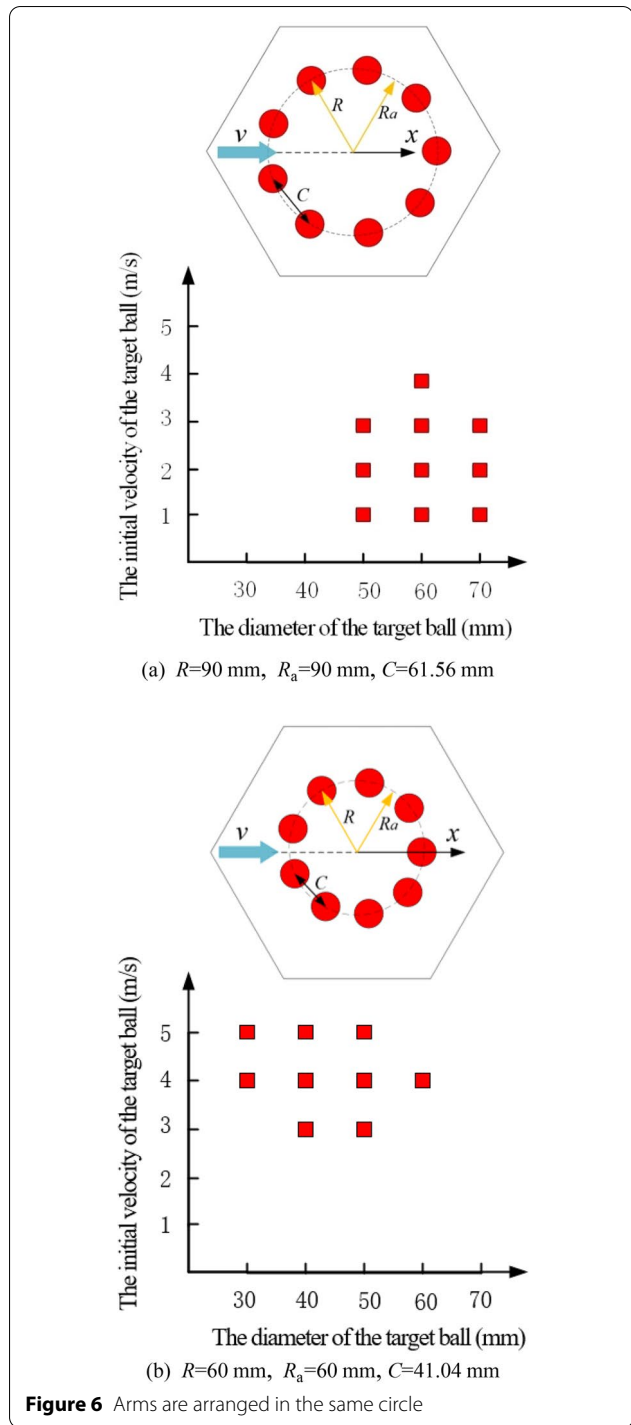 R
Ra
v
x
C
The initial velocity of the target ball (m/s)
5
4
3
2
1
30 40 50 60 70
The diameter of the target ball (mm)
(a) R=90 mm, Ra=90 mm, C=61.56 mm
R
Ra
v
x
C
The initial velocity of the target ball (m/s)
5
4
3
2
1
30 40 50 60 70
The diameter of the target ball (mm)
(b) R=60 mm, Ra=60 mm, C=41.04 mm
Figure 6 Arms are arranged in the same circle